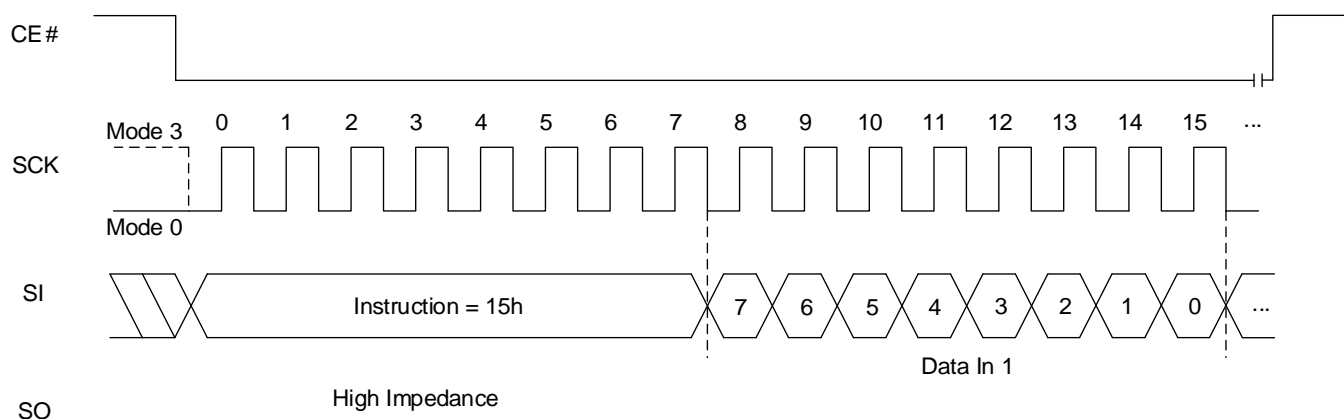 CE#
Mode 3 0 1 2 3 4 5 6 7 8 9 10 11 12 13 14 15 ...
SCK
Mode 0
SI Instruction = 15h 7 6 5 4 3 2 1 0 ...
Data In 1
SO High Impedance